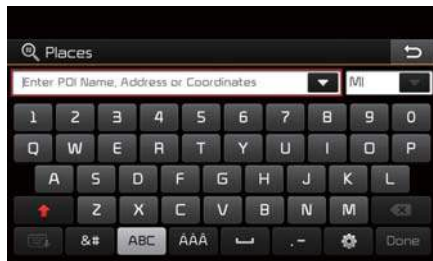 Places
Enter POI Name, Address or Coordinates MI
1 2 3 4 5 6 7 8 9 0
Q W E R T Y U I O P
A S D F G H J K L
Z X C V B N M
&# ABC ÁÂÄ .- Done